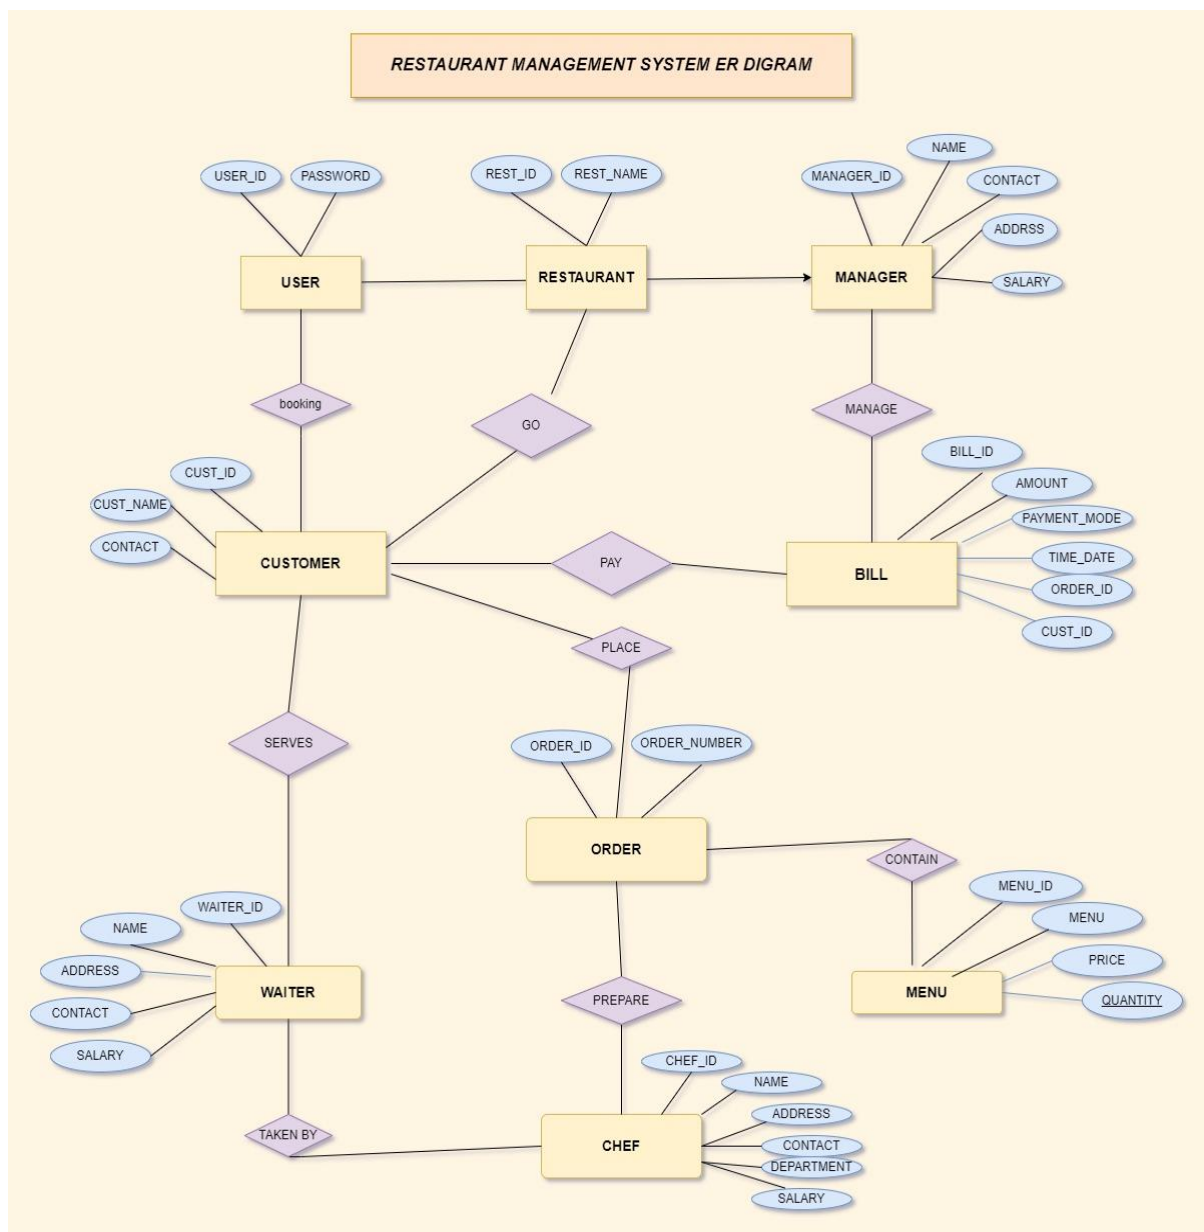 RESTAURANT MANAGEMENT SYSTEM ER DIGRAM
USER_ID
PASSWORD
REST_ID
REST_NAME
MANAGER_ID
NAME
CONTACT
ADDRSS
SALARY
USER
RESTAURANT
MANAGER
booking
GO
MANAGE
CUST_ID
CUST_NAME
CONTACT
CUSTOMER
PAY
BILL_ID
AMOUNT
PAYMENT_MODE
TIME_DATE
ORDER_ID
CUST_ID
BILL
PLACE
SERVES
ORDER_ID
ORDER_NUMBER
ORDER
CONTAIN
MENU_ID
MENU
PRICE
QUANTITY
MENU
WAITER_ID
NAME
ADDRESS
CONTACT
SALARY
WAITER
PREPARE
TAKEN BY
CHEF_ID
NAME
ADDRESS
CONTACT
DEPARTMENT
SALARY
CHEF